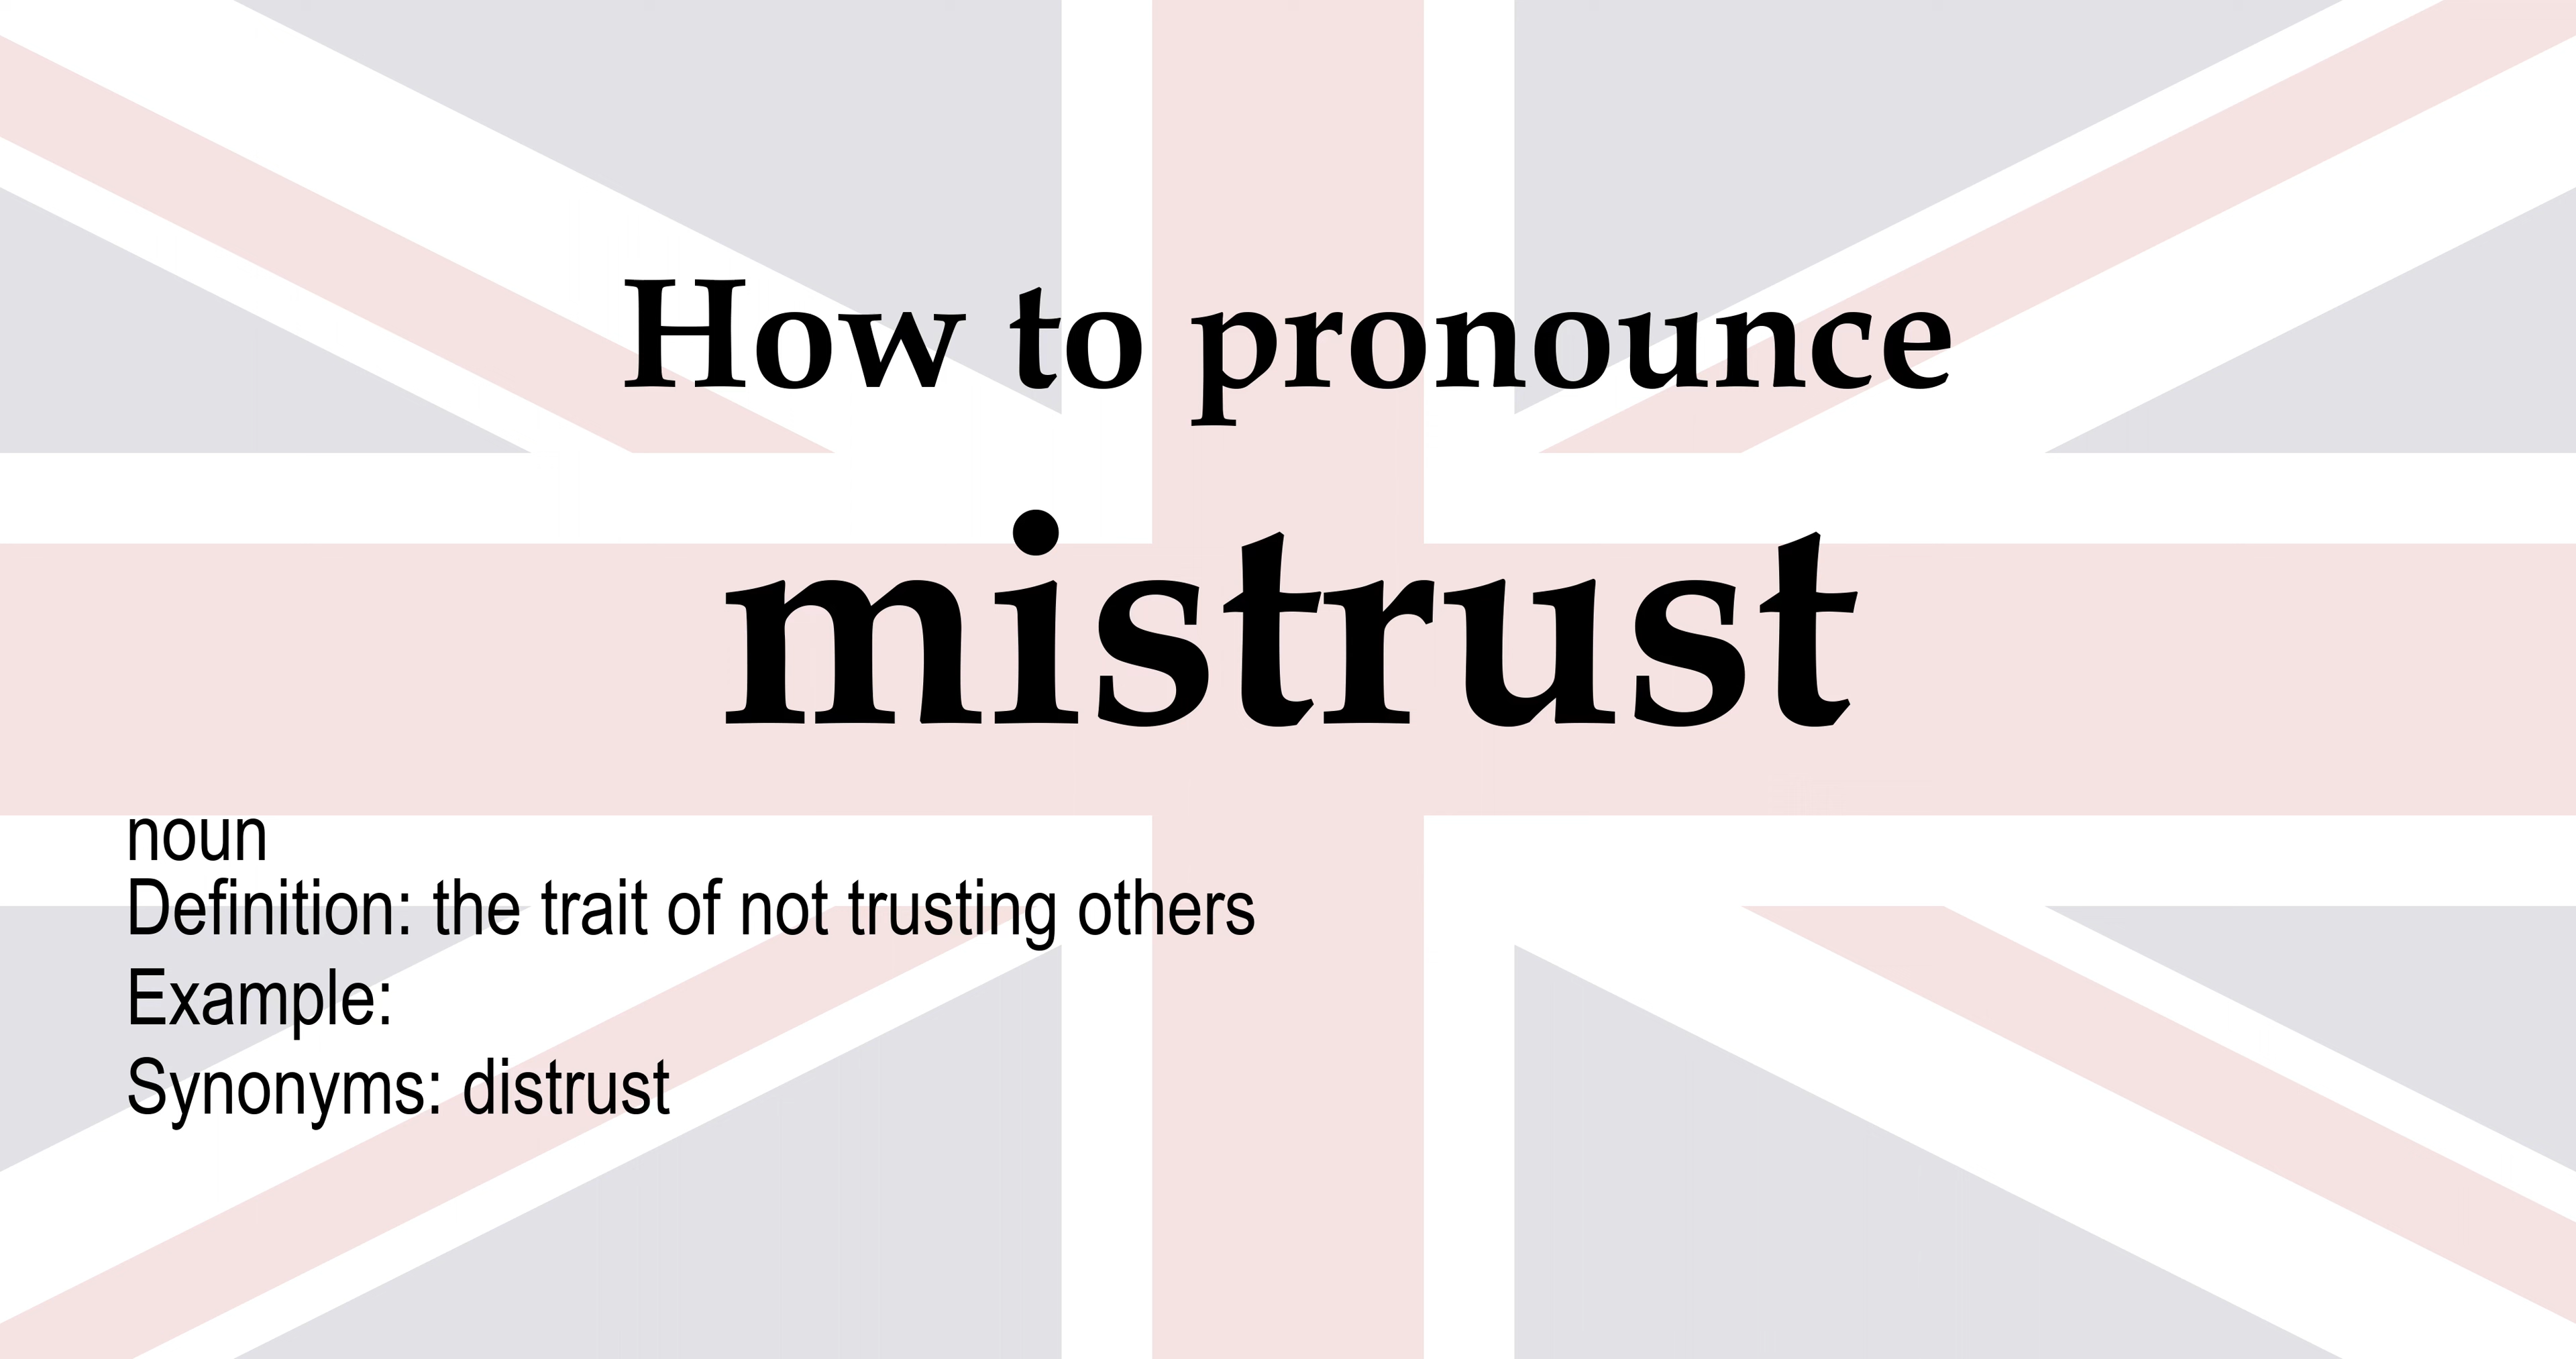 How to pronounce
mistrust
noun
Definition: the trait of not trusting others
Example:
Synonyms: distrust